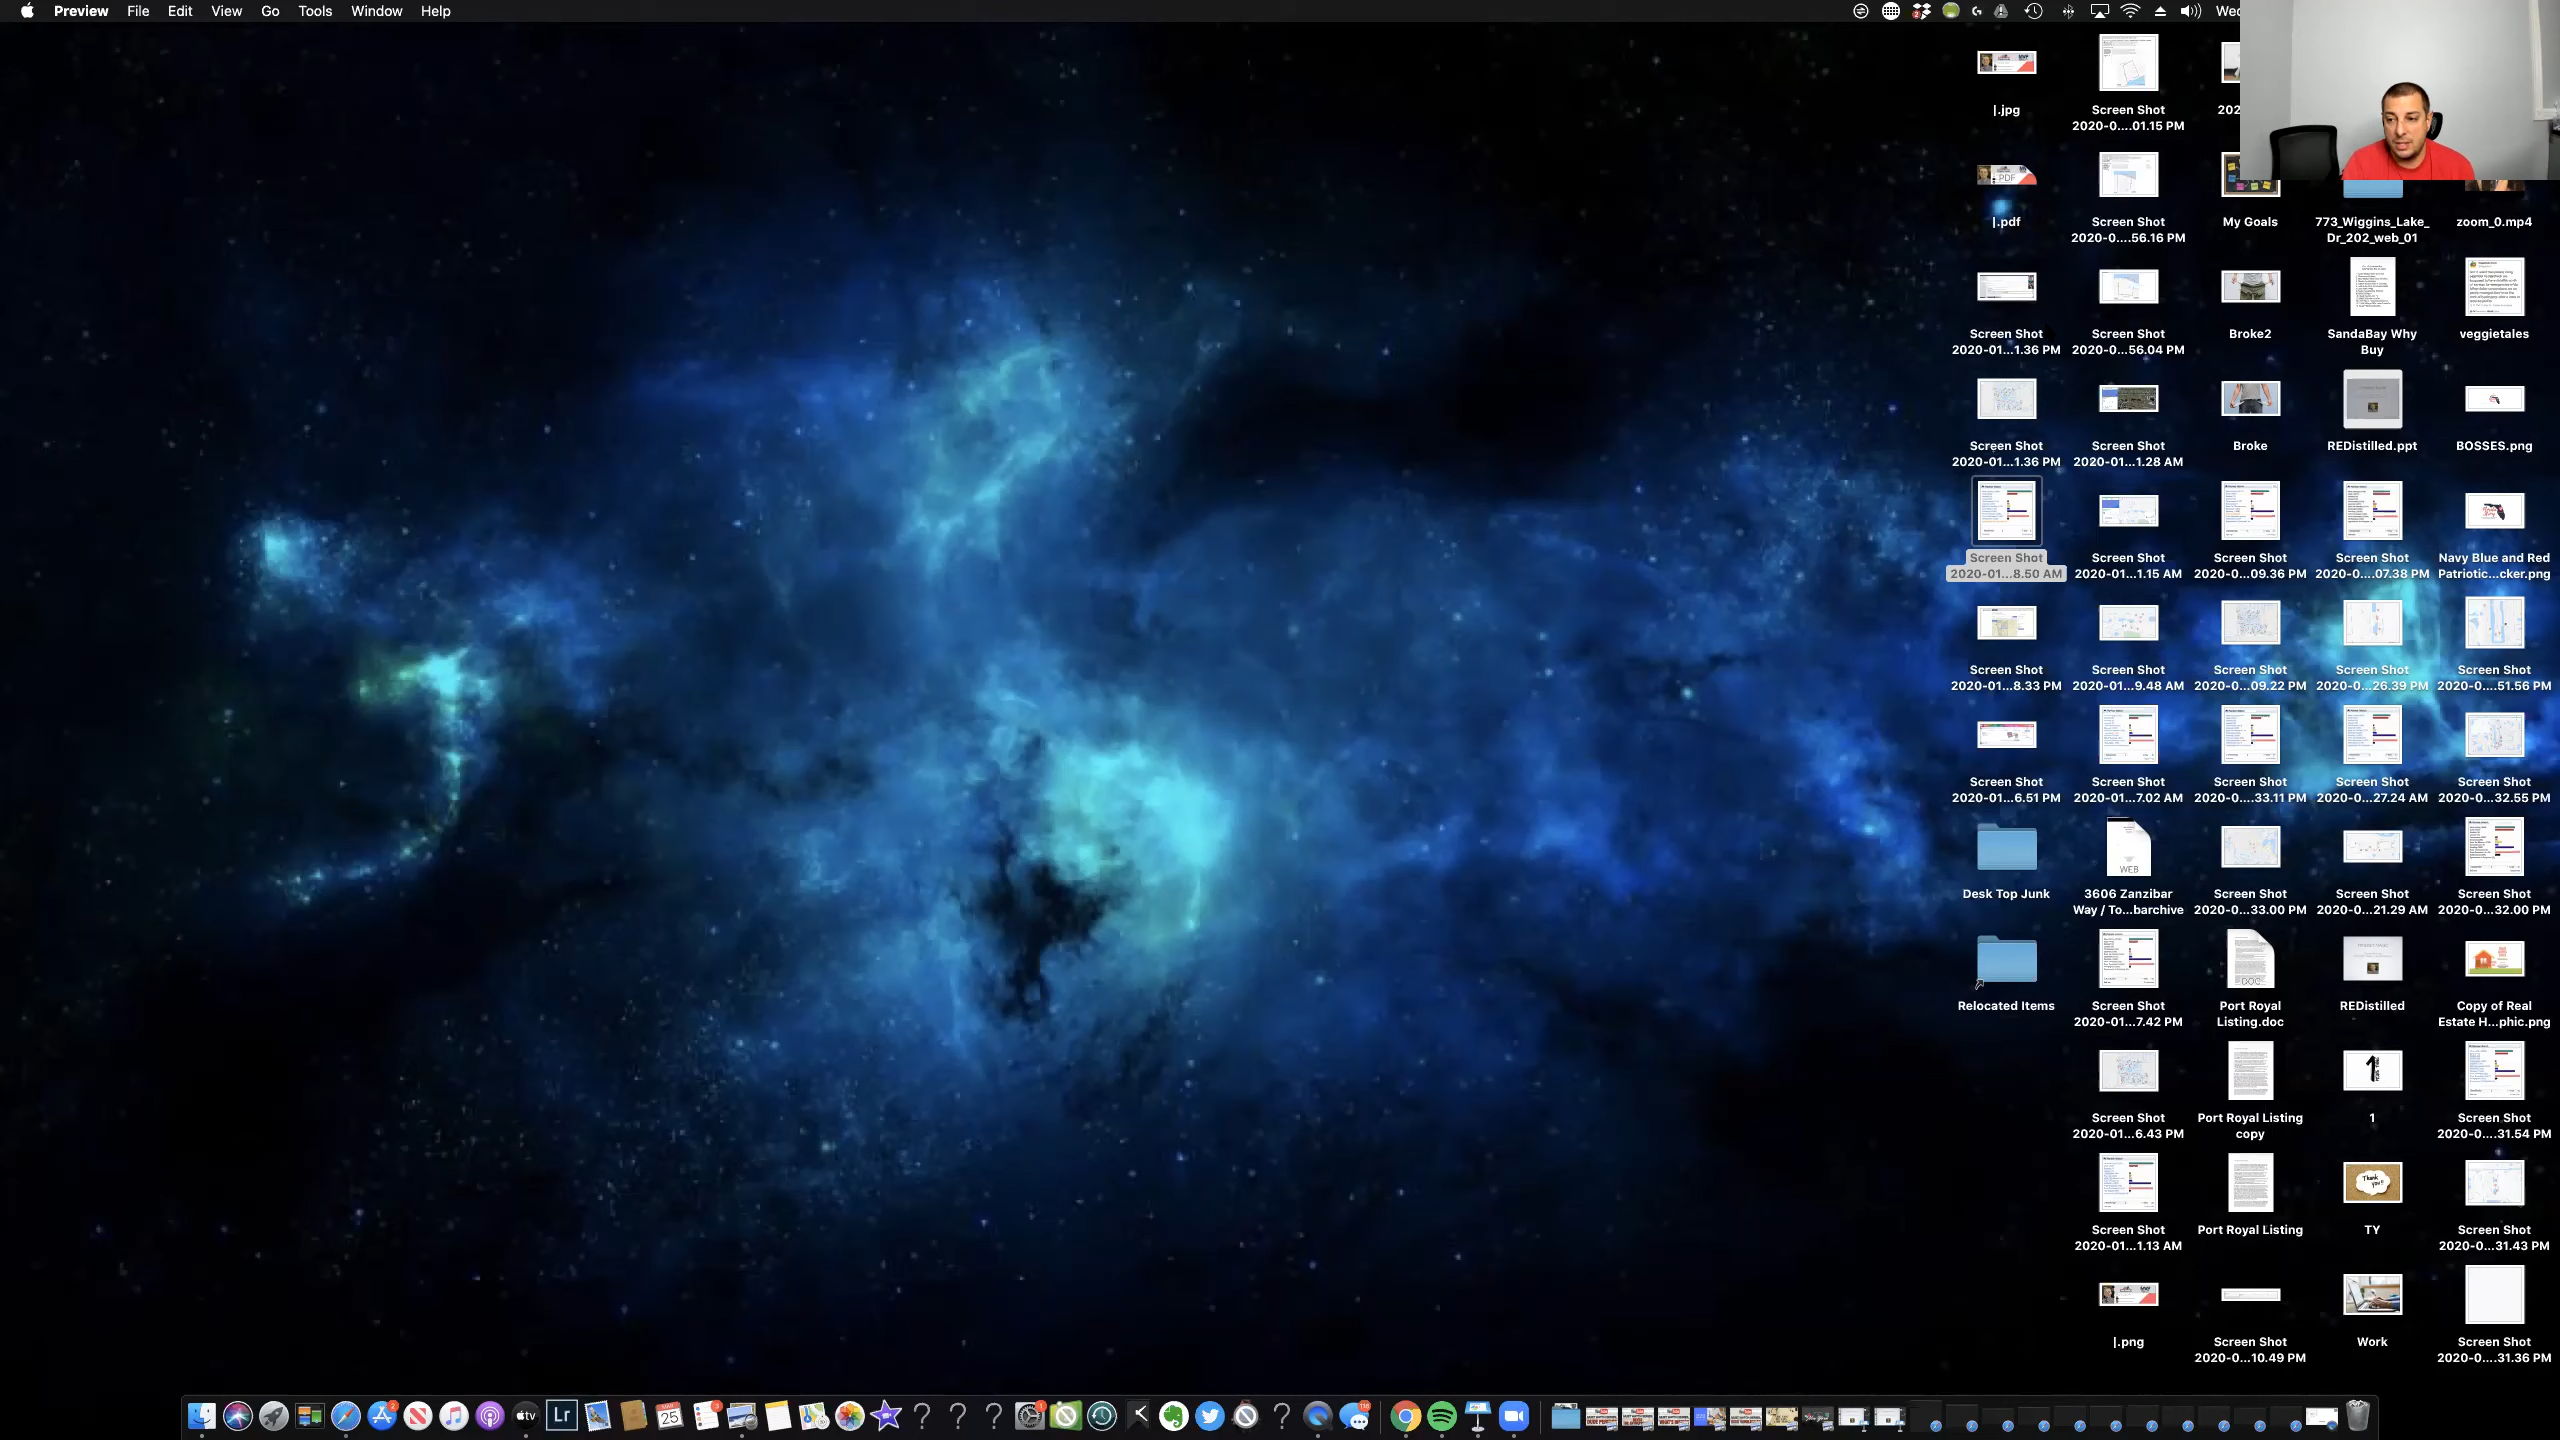 Preview File Edit View Go Tools Window Help
Wed
|.jpg
Screen Shot
2020-0....01.15 PM
202
|.pdf
Screen Shot
2020-0....56.16 PM
My Goals
773_Wiggins_Lake_
Dr_202_web_01
zoom_0.mp4
Screen Shot
2020-01...1.36 PM
Screen Shot
2020-0...56.04 PM
Broke2
SandaBay Why
Buy
veggietales
Screen Shot
2020-01...1.36 PM
Screen Shot
2020-01...1.28 AM
Broke
REDistilled.ppt
BOSSES.png
Screen Shot
2020-01...8.50 AM
Screen Shot
2020-01...1.15 AM
Screen Shot
2020-0...09.36 PM
Screen Shot
2020-0....07.38 PM
Navy Blue and Red
Patriotic...cker.png
Screen Shot
2020-01...8.33 PM
Screen Shot
2020-01...9.48 AM
Screen Shot
2020-0...09.22 PM
Screen Shot
2020-0...26.39 PM
Screen Shot
2020-0....51.56 PM
Screen Shot
2020-01...6.51 PM
Screen Shot
2020-01...7.02 AM
Screen Shot
2020-0....33.11 PM
Screen Shot
2020-0...27.24 AM
Screen Shot
2020-0...32.55 PM
Desk Top Junk
WEB
3606 Zanzibar
Way / To...barchive
Screen Shot
2020-0...33.00 PM
Screen Shot
2020-0...21.29 AM
Screen Shot
2020-0...32.00 PM
Relocated Items
Screen Shot
2020-01...7.42 PM
DOC
Port Royal
Listing.doc
REDistilled
Copy of Real
Estate H...phic.png
Screen Shot
2020-01...6.43 PM
Port Royal Listing
copy
1
Screen Shot
2020-0....31.54 PM
Screen Shot
2020-01...1.13 AM
Port Royal Listing
Thank
you!!
TY
Screen Shot
2020-0...31.43 PM
|.png
Screen Shot
2020-0...10.49 PM
Work
Screen Shot
2020-0....31.36 PM
PDF
tv
Lr
MAR
25